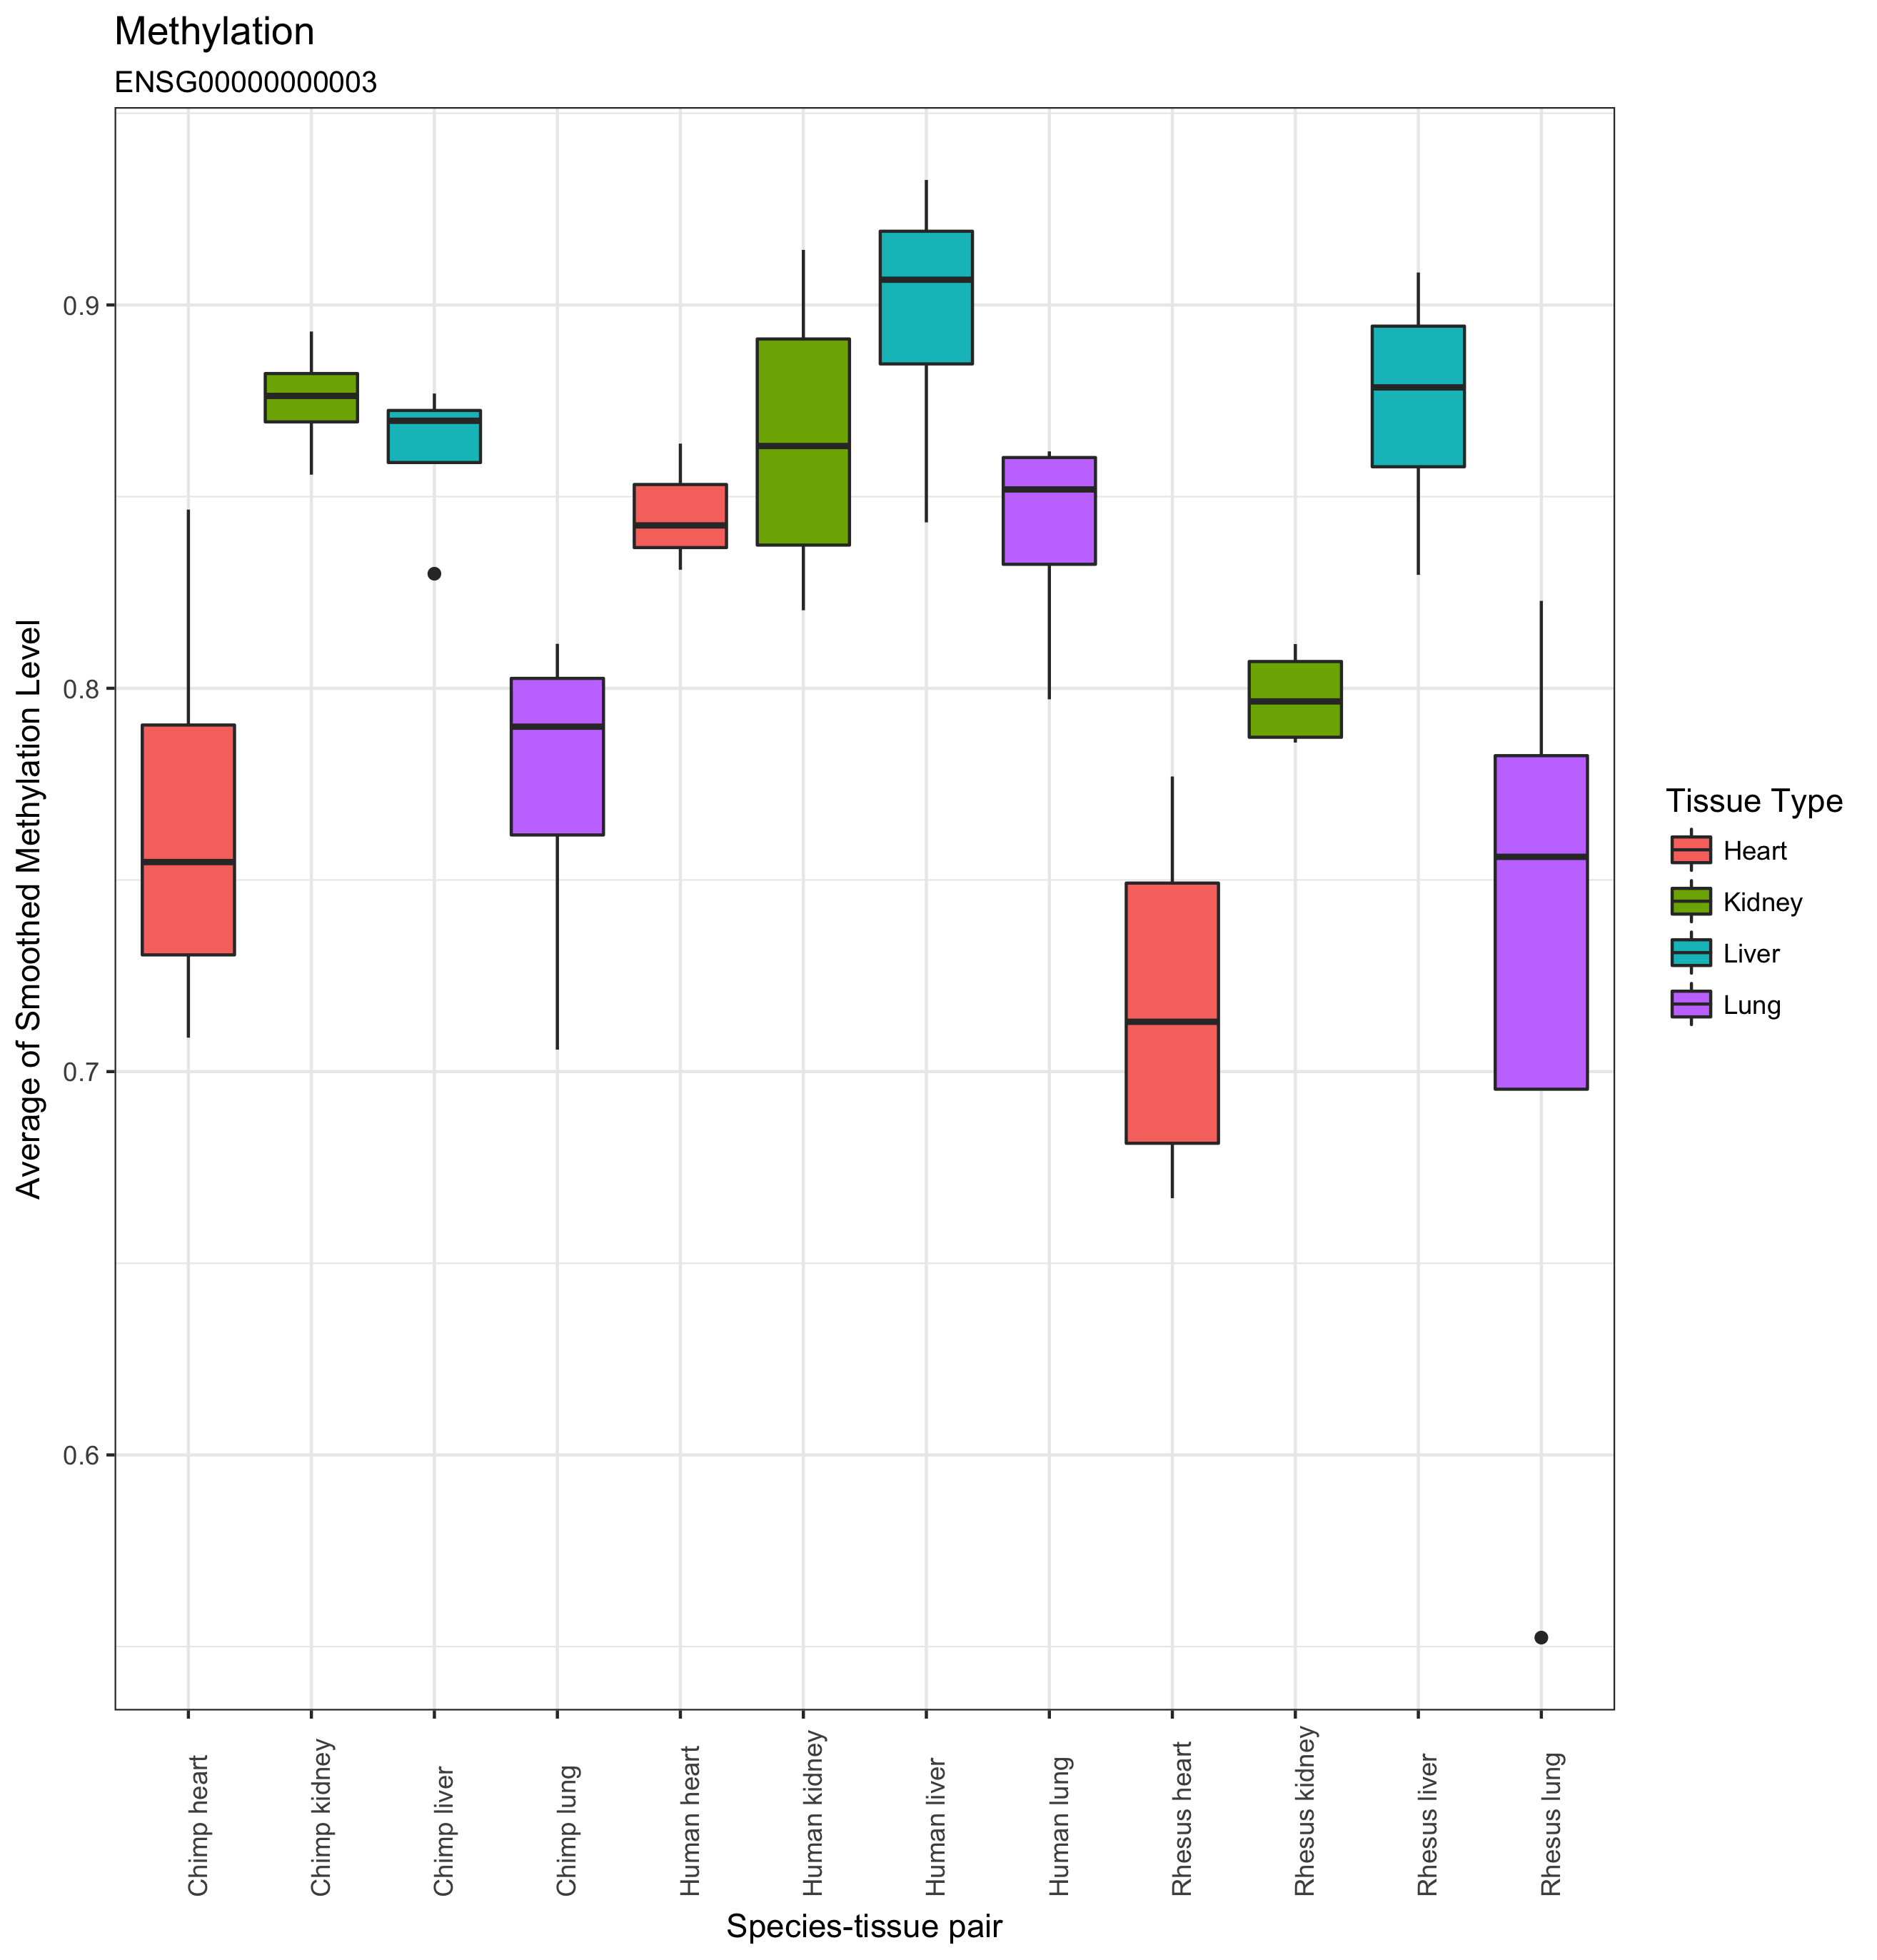 Methylation
ENSG00000000003
Average of Smoothed Methylation Level
0.9
0.8
0.7
0.6
Chimp heart
Chimp kidney
Chimp liver
Chimp lung
Human heart
Human kidney
Human liver
Human lung
Rhesus heart
Rhesus kidney
Rhesus liver
Rhesus lung
Species-tissue pair
Tissue Type
Heart
Kidney
Liver
Lung